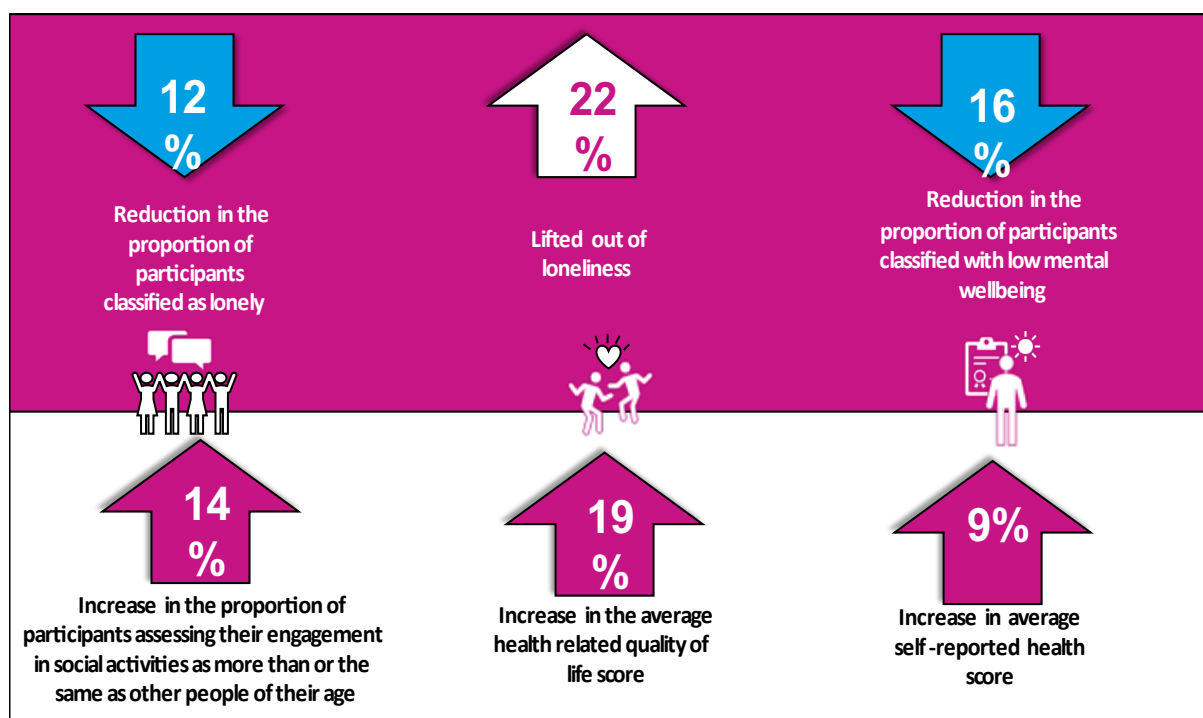 12
%
Reduction in the
proportion of
participants
classified as lonely
22
%
Lifted out of
loneliness
16
%
Reduction in the
proportion of participants
classified with low mental
wellbeing
14
%
Increase in the proportion of
participants assessing their engagement
in social activities as more than or the
same as other people of their age
19
%
Increase in the average
health related quality of
life score
9%
Increase in average
self-reported health
score